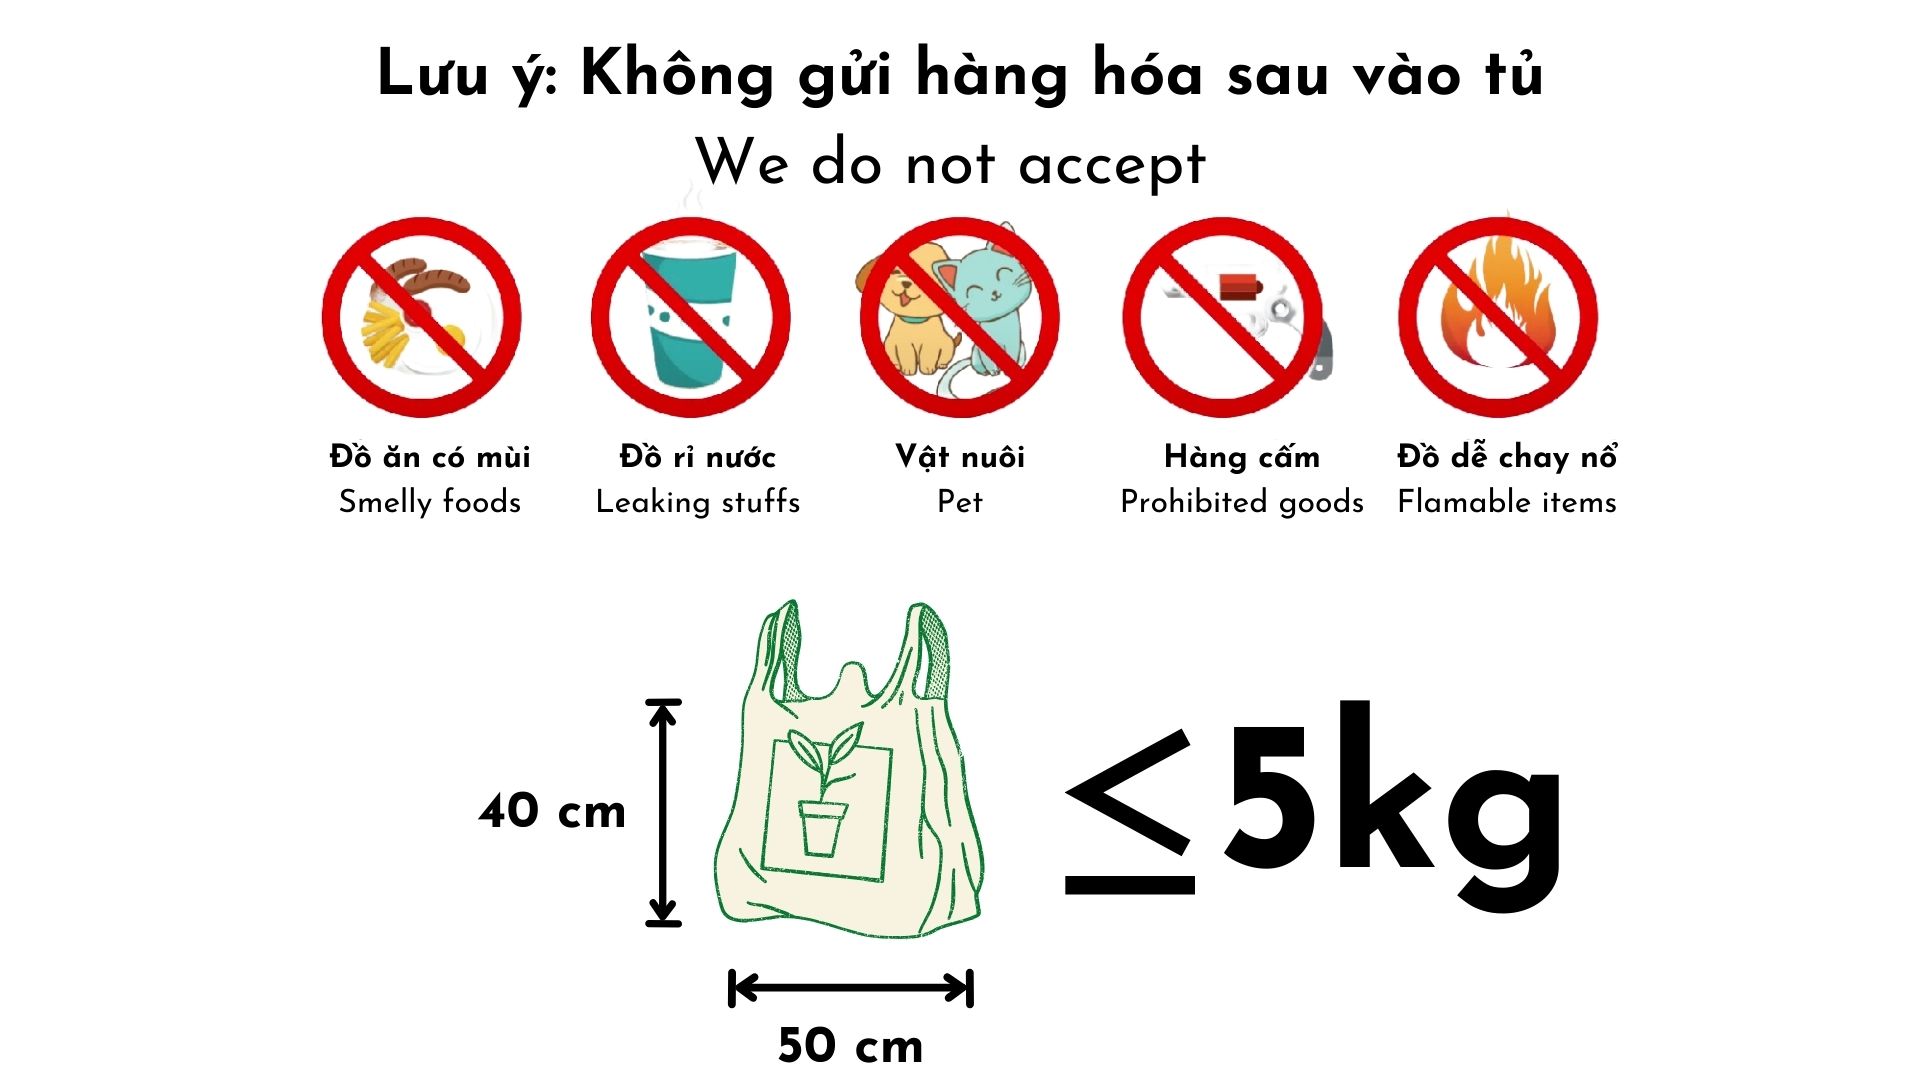 Lưu ý: Không gửi hàng hóa sau vào tủ
We do not accept
Đồ ăn có mùi
Smelly foods
Đồ rỉ nước
Leaking stuffs
Vật nuôi
Pet
Hàng cấm
Prohibited goods
Đồ dễ chay nổ
Flamable items
40 cm
≤5kg
50 cm